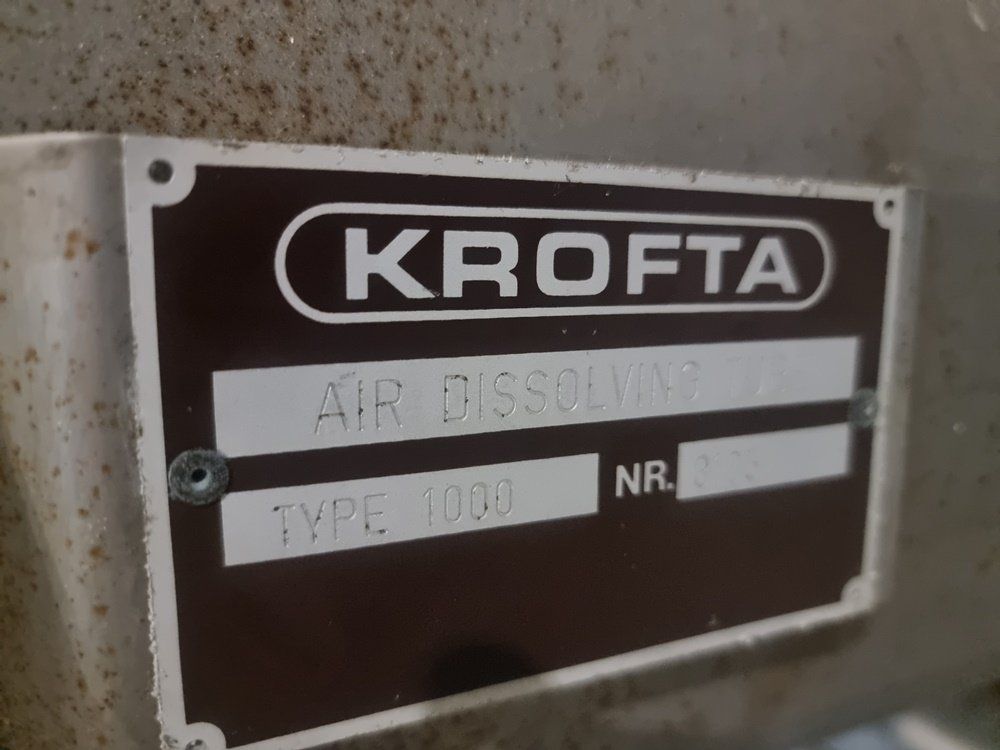 KROFTA
AIR DISSOLVING
TYPE 1000
NR.